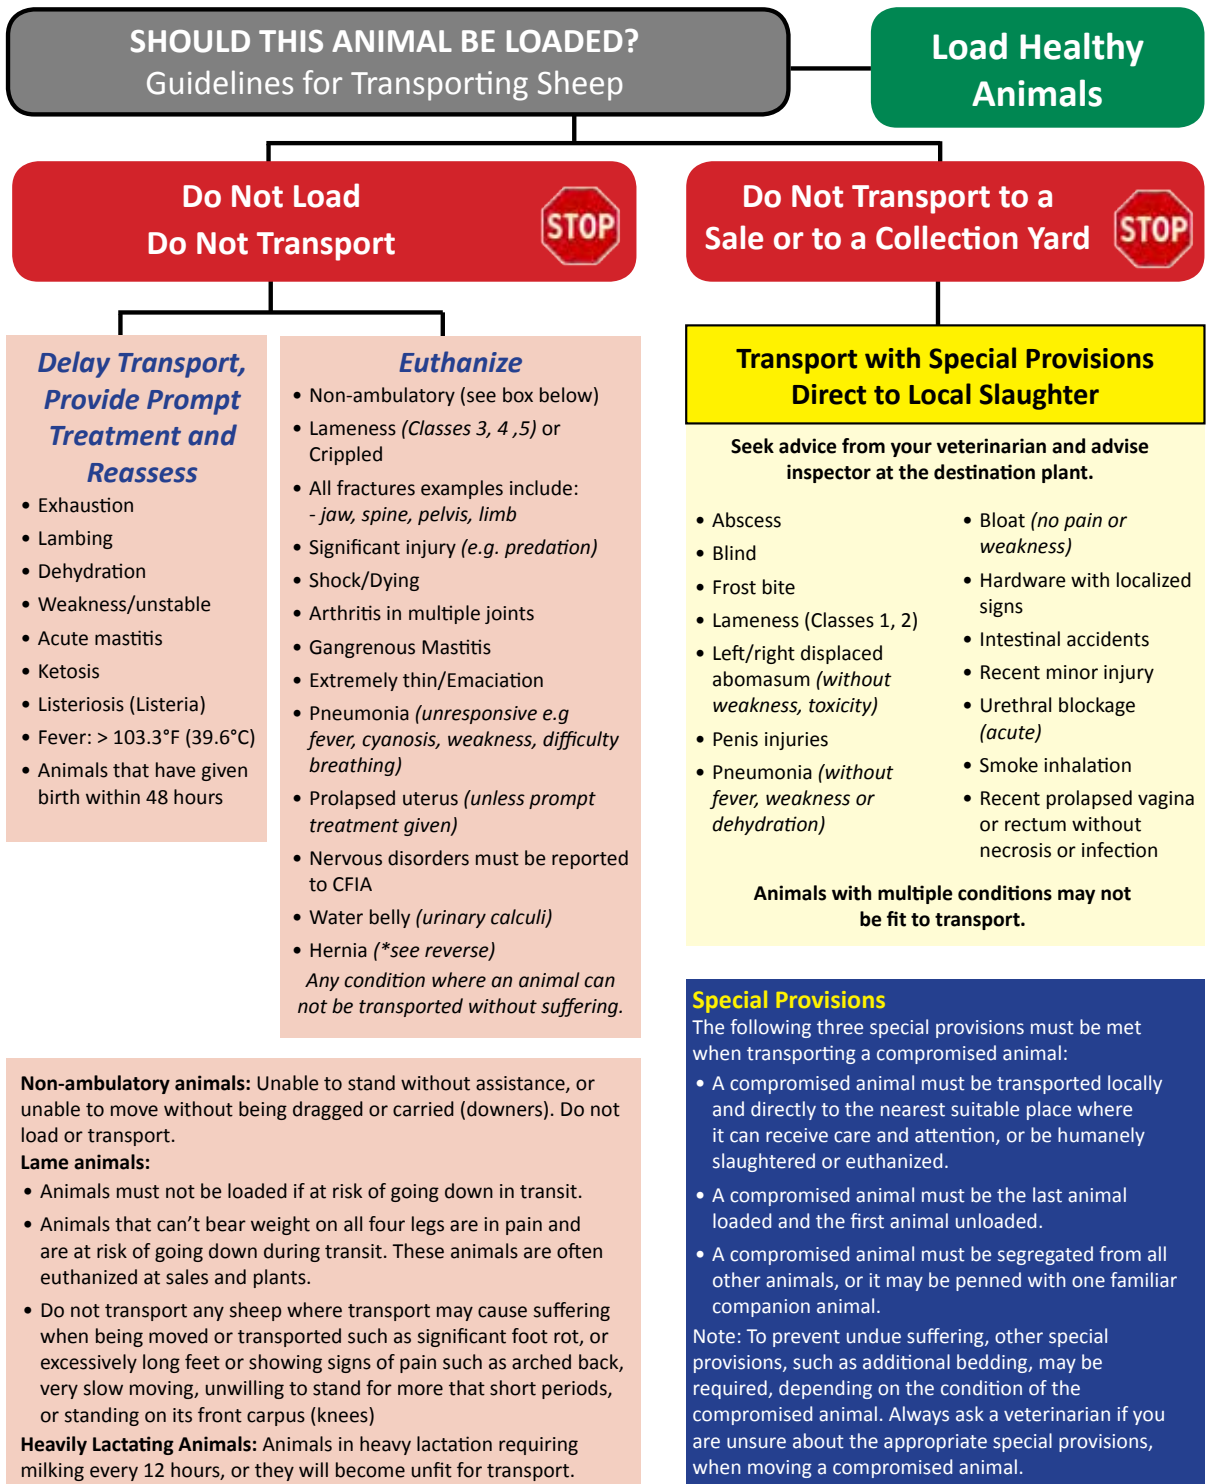 SHOULD THIS ANIMAL BE LOADED?
Guidelines for Transporting Sheep
Load Healthy
Animals
Do Not Load
Do Not Transport
STOP
Do Not Transport to a
Sale or to a Collection Yard
STOP
Delay Transport,
Provide Prompt
Treatment and
Reassess
• Exhaustion
• Lambing
• Dehydration
• Weakness/unstable
• Acute mastitis
• Ketosis
• Listeriosis (Listeria)
• Fever: > 103.3°F (39.6°C)
• Animals that have given
birth within 48 hours
Euthanize
• Non-ambulatory (see box below)
• Lameness (Classes 3, 4 ,5) or
Crippled
• All fractures examples include:
- jaw, spine, pelvis, limb
• Significant injury (e.g. predation)
• Shock/Dying
• Arthritis in multiple joints
• Gangrenous Mastitis
• Extremely thin/Emaciation
• Pneumonia (unresponsive e.g
fever, cyanosis, weakness, difficulty
breathing)
• Prolapsed uterus (unless prompt
treatment given)
• Nervous disorders must be reported
to CFIA
• Water belly (urinary calculi)
• Hernia (*see reverse)
Any condition where an animal can
not be transported without suffering.
Transport with Special Provisions
Direct to Local Slaughter
Seek advice from your veterinarian and advise
inspector at the destination plant.
• Abscess
• Blind
• Frost bite
• Lameness (Classes 1, 2)
• Left/right displaced
abomasum (without
weakness, toxicity)
• Penis injuries
• Pneumonia (without
fever, weakness or
dehydration)
• Bloat (no pain or
weakness)
• Hardware with localized
signs
• Intestinal accidents
• Recent minor injury
• Urethral blockage
(acute)
• Smoke inhalation
• Recent prolapsed vagina
or rectum without
necrosis or infection
Animals with multiple conditions may not
be fit to transport.
Non-ambulatory animals: Unable to stand without assistance, or
unable to move without being dragged or carried (downers). Do not
load or transport.
Lame animals:
• Animals must not be loaded if at risk of going down in transit.
• Animals that can’t bear weight on all four legs are in pain and
are at risk of going down during transit. These animals are often
euthanized at sales and plants.
• Do not transport any sheep where transport may cause suffering
when being moved or transported such as significant foot rot, or
excessively long feet or showing signs of pain such as arched back,
very slow moving, unwilling to stand for more that short periods,
or standing on its front carpus (knees)
Heavily Lactating Animals: Animals in heavy lactation requiring
milking every 12 hours, or they will become unfit for transport.
Special Provisions
The following three special provisions must be met
when transporting a compromised animal:
• A compromised animal must be transported locally
and directly to the nearest suitable place where
it can receive care and attention, or be humanely
slaughtered or euthanized.
• A compromised animal must be the last animal
loaded and the first animal unloaded.
• A compromised animal must be segregated from all
other animals, or it may be penned with one familiar
companion animal.
Note: To prevent undue suffering, other special
provisions, such as additional bedding, may be
required, depending on the condition of the
compromised animal. Always ask a veterinarian if you
are unsure about the appropriate special provisions,
when moving a compromised animal.